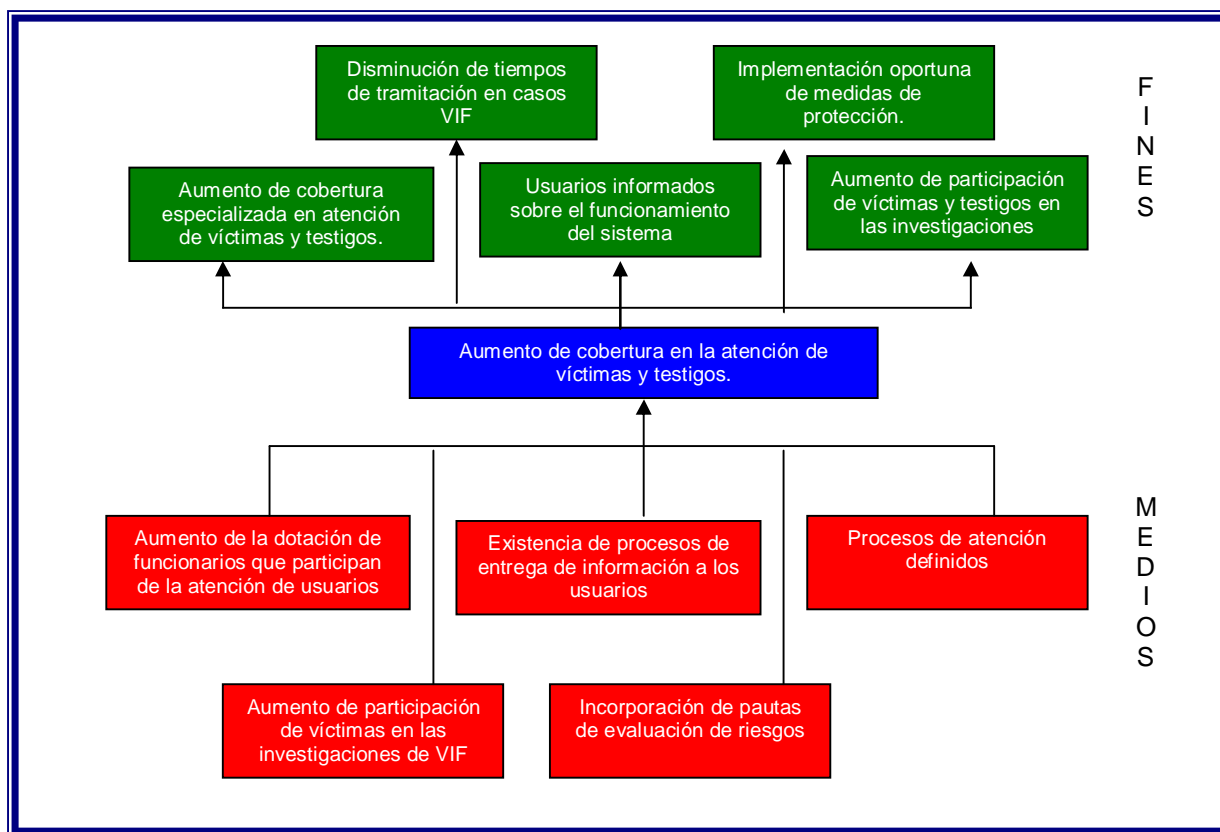 Disminución de tiempos
de tramitación en casos
VIF
Implementación oportuna
de medidas de
protección.
F
I
N
E
S
Aumento de cobertura
especializada en atención
de víctimas y testigos.
Usuarios informados
sobre el funcionamiento
del sistema
Aumento de participación
de víctimas y testigos en
las investigaciones
Aumento de cobertura en la atención de
víctimas y testigos.
Aumento de la dotación de
funcionarios que participan
de la atención de usuarios
Existencia de procesos de
entrega de información a los
usuarios
Procesos de atención
definidos
M
E
D
I
O
S
Aumento de participación
de víctimas en las
investigaciones de VIF
Incorporación de pautas
de evaluación de riesgos